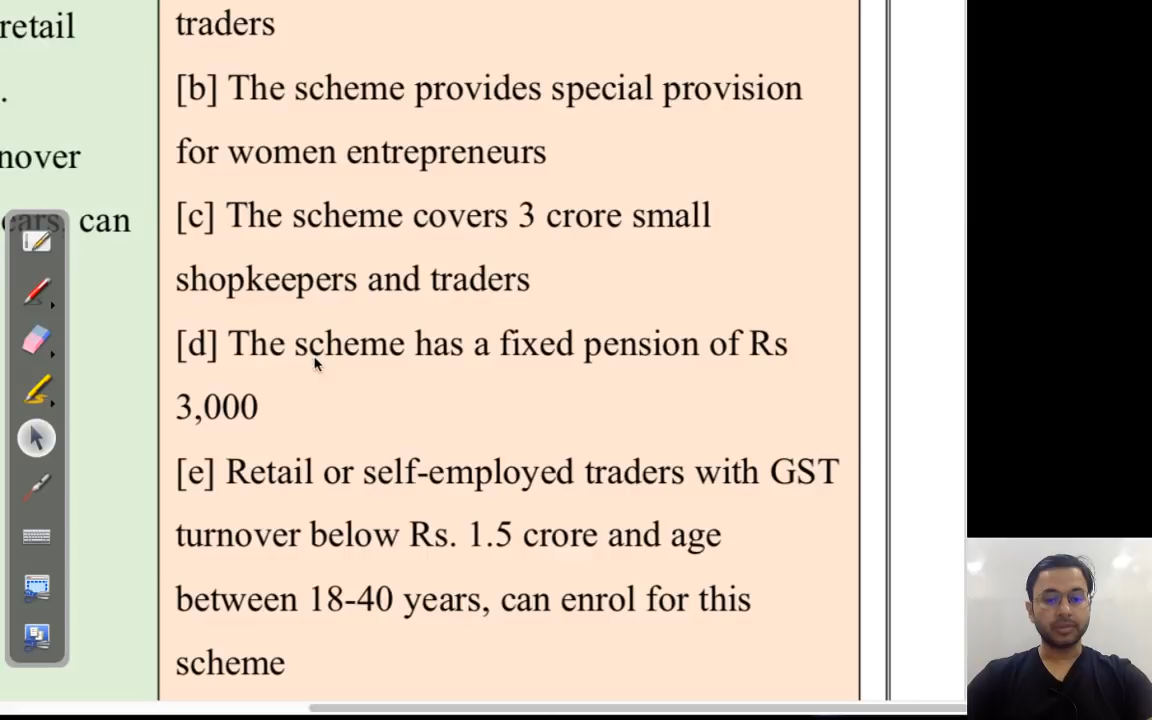 retail
traders
.
[b] The scheme provides special provision
nover
for women entrepreneurs
can
[c] The scheme covers 3 crore small
shopkeepers and traders
[d] The scheme has a fixed pension of Rs
3,000
[e] Retail or self-employed traders with GST
turnover below Rs. 1.5 crore and age
between 18-40 years, can enrol for this
scheme